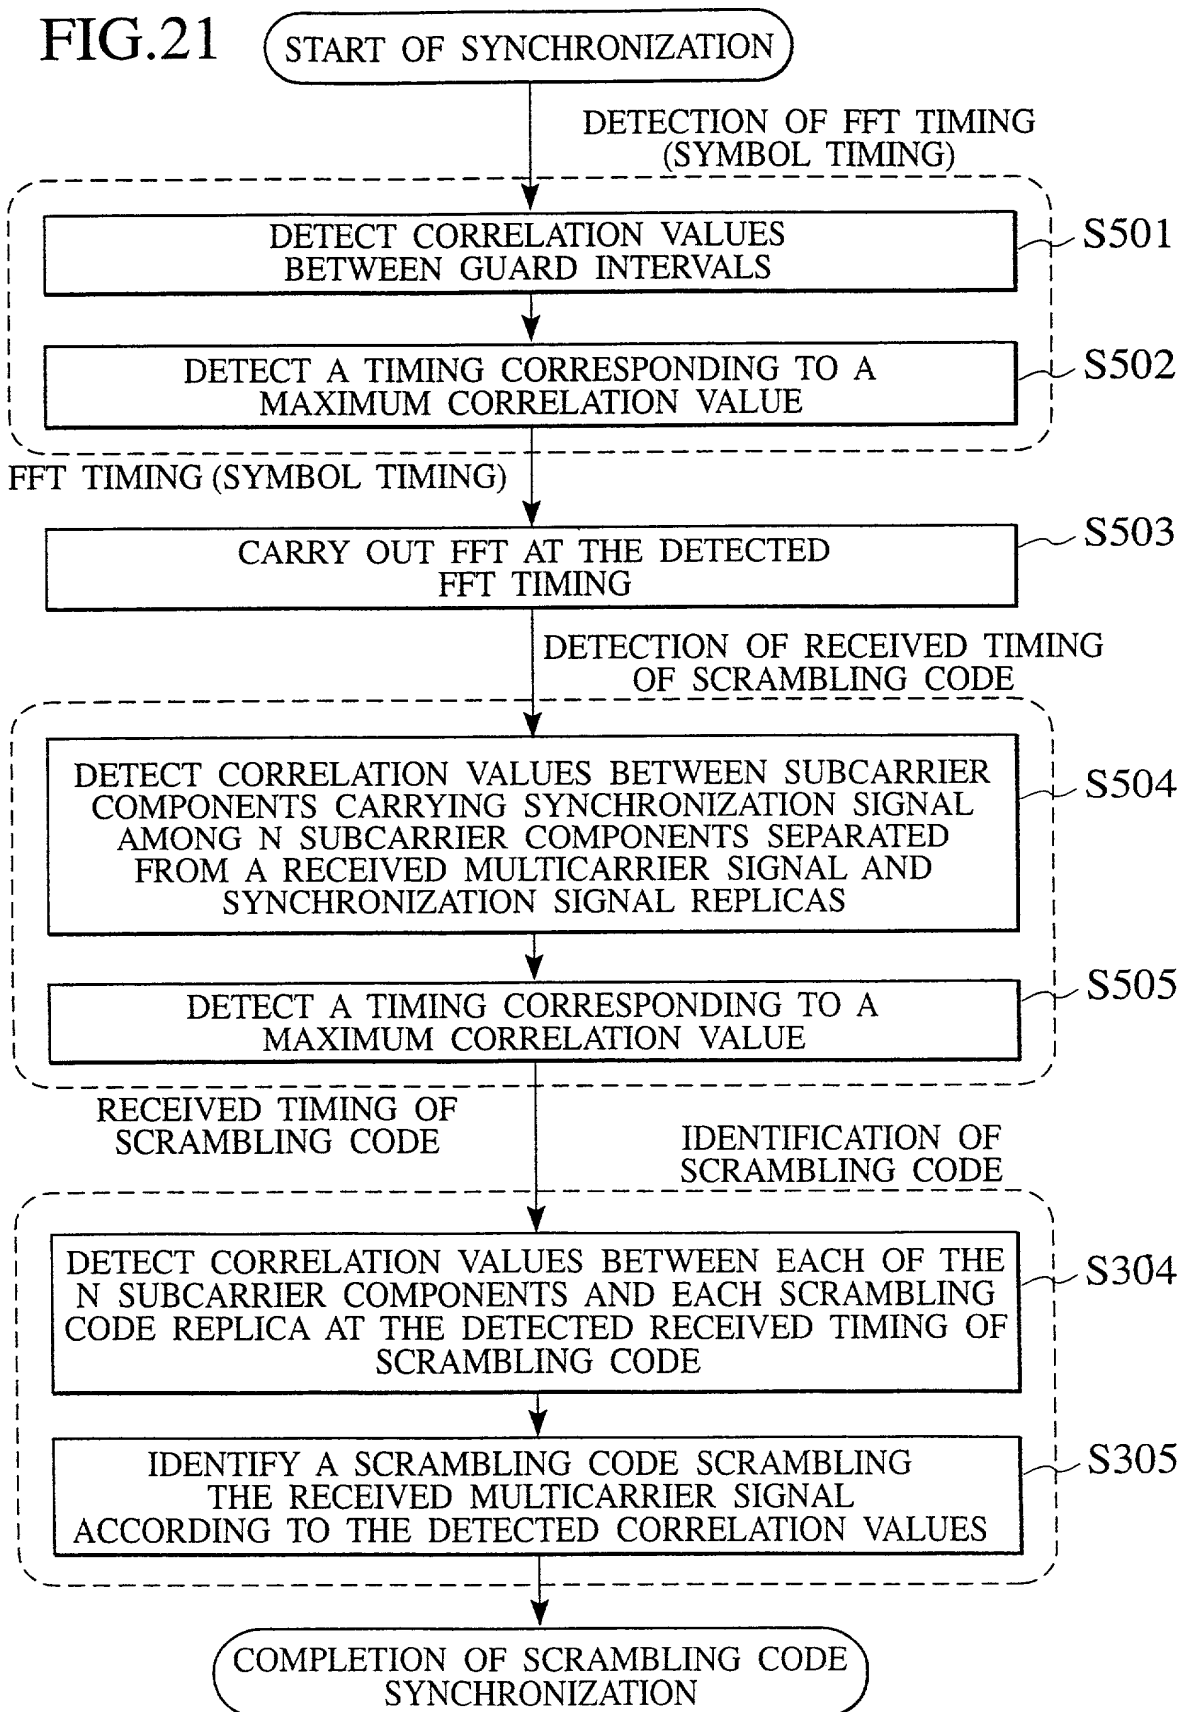 FIG.21
START OF SYNCHRONIZATION
DETECTION OF FFT TIMING
(SYMBOL TIMING)
DETECT CORRELATION VALUES
BETWEEN GUARD INTERVALS
S501
DETECT A TIMING CORRESPONDING TO A
MAXIMUM CORRELATION VALUE
S502
FFT TIMING (SYMBOL TIMING)
CARRY OUT FFT AT THE DETECTED
FFT TIMING
S503
DETECTION OF RECEIVED TIMING
OF SCRAMBLING CODE
DETECT CORRELATION VALUES BETWEEN SUBCARRIER
COMPONENTS CARRYING SYNCHRONIZATION SIGNAL
AMONG N SUBCARRIER COMPONENTS SEPARATED
FROM A RECEIVED MULTICARRIER SIGNAL AND
SYNCHRONIZATION SIGNAL REPLICAS
S504
DETECT A TIMING CORRESPONDING TO A
MAXIMUM CORRELATION VALUE
S505
RECEIVED TIMING OF
SCRAMBLING CODE
IDENTIFICATION OF
SCRAMBLING CODE
DETECT CORRELATION VALUES BETWEEN EACH OF THE
N SUBCARRIER COMPONENTS AND EACH SCRAMBLING
CODE REPLICA AT THE DETECTED RECEIVED TIMING OF
SCRAMBLING CODE
S304
IDENTIFY A SCRAMBLING CODE SCRAMBLING
THE RECEIVED MULTICARRIER SIGNAL
ACCORDING TO THE DETECTED CORRELATION VALUES
S305
COMPLETION OF SCRAMBLING CODE
SYNCHRONIZATION